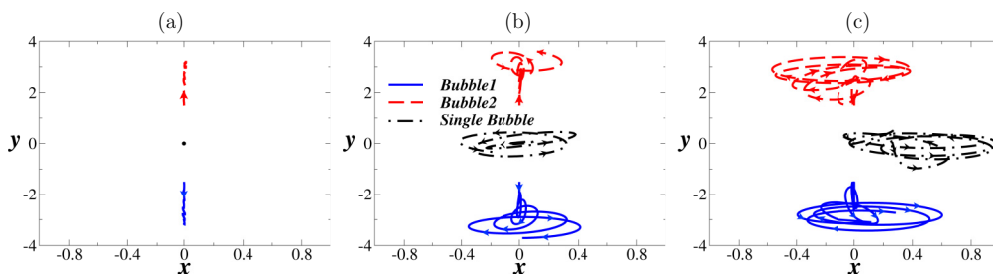 (a) (b) (c)
4 4 4
2 2 2
y 0 y 0 y 0
-2 -2 -2
-4 -4 -4
Bubble1
Bubble2
Single Bubble
-0.8 -0.4 0 0.4 0.8 -0.8 -0.4 0 0.4 0.8 -0.8 -0.4 0 0.4 0.8
x x x